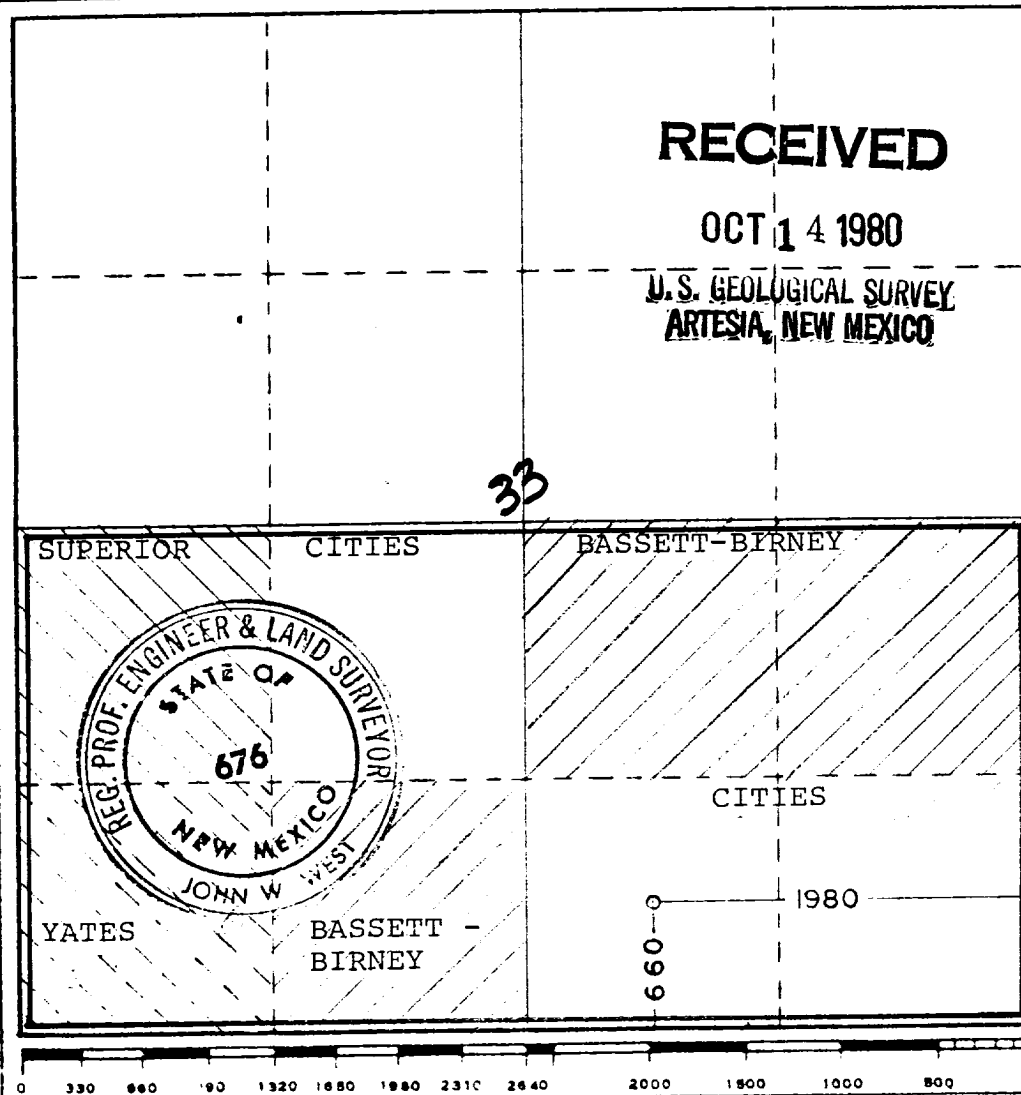 RECEIVED
OCT 14 1980
U.S. GEOLOGICAL SURVEY
ARTESIA, NEW MEXICO
33
SUPERIOR CITIES BASSETT-BIRNEY
REG. PROF. ENGINEER & LAND SURVEYOR
STATE OF
676
NEW MEXICO
JOHN W WEST
CITIES
1980
660
YATES BASSETT -
BIRNEY
0 330 660 190 1320 1650 1980 2310 2640 2000 1500 1000 500